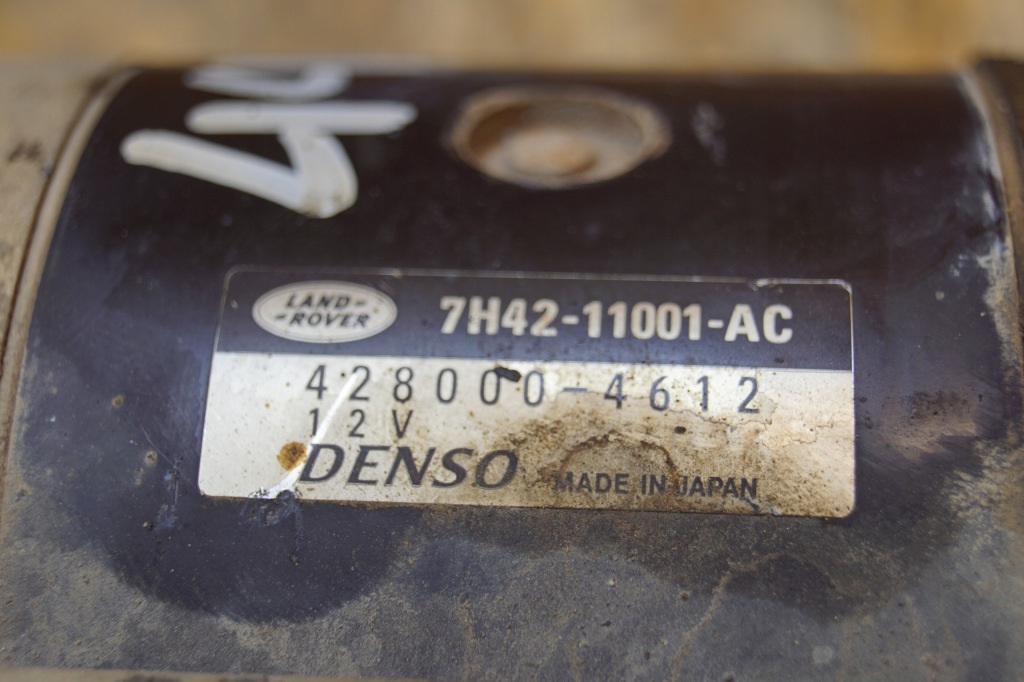 LAND-
-ROVER
7H42-11001-AC
428000-4612
12V
DENSO MADE IN JAPAN